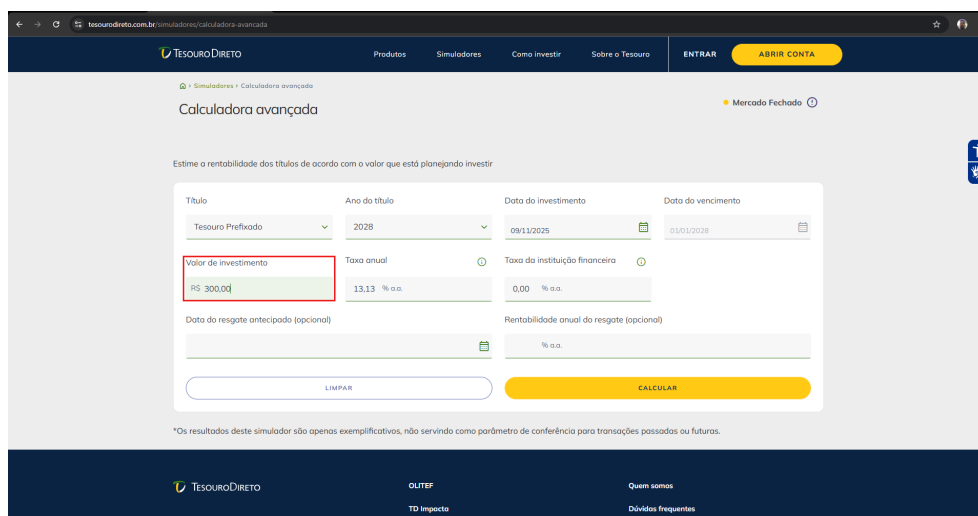 tesourodireto.com.br/simuladores/calculadora-avancada
TESOURO DIRETO
Produtos Simuladores Como investir Sobre o Tesouro ENTRAR ABRIR CONTA
Simuladores Calculadora avançada
Calculadora avançada
Mercado Fechado
Estime a rentabilidade dos títulos de acordo com o valor que está planejando investir
Título Ano do título Data do investimento Data do vencimento
Tesouro Prefixado 2028 09/11/2025 01/01/2028
Valor de investimento Taxa anual Taxa da instituição financeira
R$ 300,00 13,13 % a.a. 0,00 % a.a.
Data do resgate antecipado (opcional) Rentabilidade anual do resgate (opcional)
% a.a.
LIMPAR CALCULAR
*Os resultados deste simulador são apenas exemplificativos, não servindo como parâmetro de conferência para transações passadas ou futuras.
TESOURODIRETO OLITEF Quem somos
TD Impacta Dúvidas frequentes